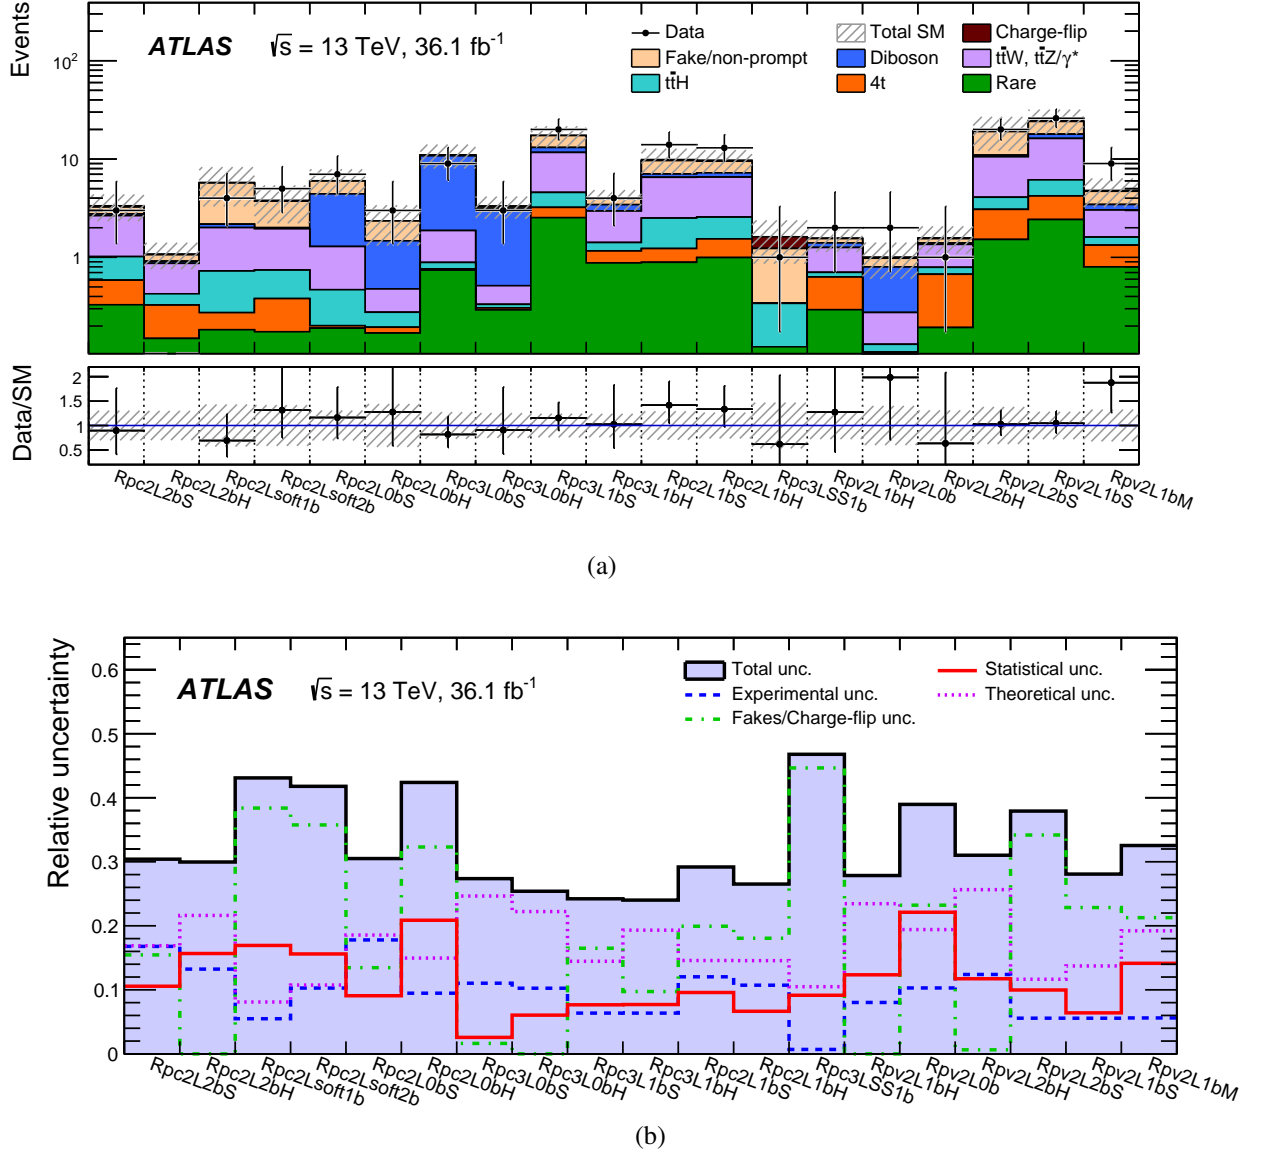 Events
ATLAS √s = 13 TeV, 36.1 fb-1
Data
Total SM
Charge-flip
Fake/non-prompt
Diboson
tt̄W, tt̄Z/γ*
tt̄H
4t
Rare
10²
10
1
Data/SM
2
1.5
1
0.5
Rpc2L2bS
Rpc2L2bH
Rpc2Lsoft1b
Rpc2Lsoft2b
Rpc2L0bS
Rpc2L0bH
Rpc3L0bS
Rpc3L0bH
Rpc3L1bS
Rpc3L1bH
Rpc2L1bS
Rpc2L1bH
Rpc3LSS1b
Rpv2L1bH
Rpv2L0b
Rpv2L2bH
Rpv2L2bS
Rpv2L1bS
Rpv2L1bM
(a)
Relative uncertainty
ATLAS √s = 13 TeV, 36.1 fb-1
Total unc.
Statistical unc.
Experimental unc.
Theoretical unc.
Fakes/Charge-flip unc.
0.6
0.5
0.4
0.3
0.2
0.1
0
Rpc2L2bS
Rpc2L2bH
Rpc2Lsoft1b
Rpc2Lsoft2b
Rpc2L0bS
Rpc2L0bH
Rpc3L0bS
Rpc3L0bH
Rpc3L1bS
Rpc3L1bH
Rpc2L1bS
Rpc2L1bH
Rpc3LSS1b
Rpv2L1bH
Rpv2L0b
Rpv2L2bH
Rpv2L2bS
Rpv2L1bS
Rpv2L1bM
(b)